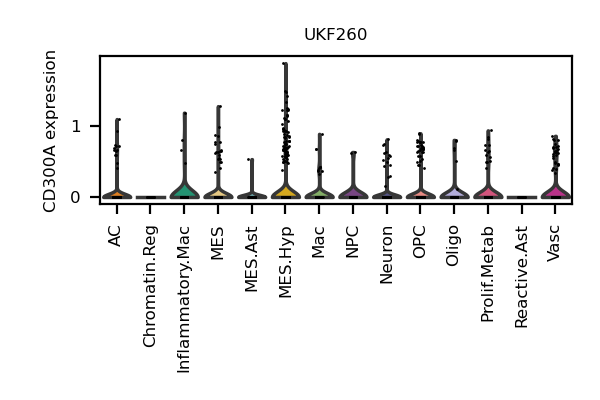 UKF260
CD300A expression
1
0
AC
Chromatin.Reg
Inflammatory.Mac
MES
MES.Ast
MES.Hyp
Mac
NPC
Neuron
OPC
Oligo
Prolif.Metab
Reactive.Ast
Vasc